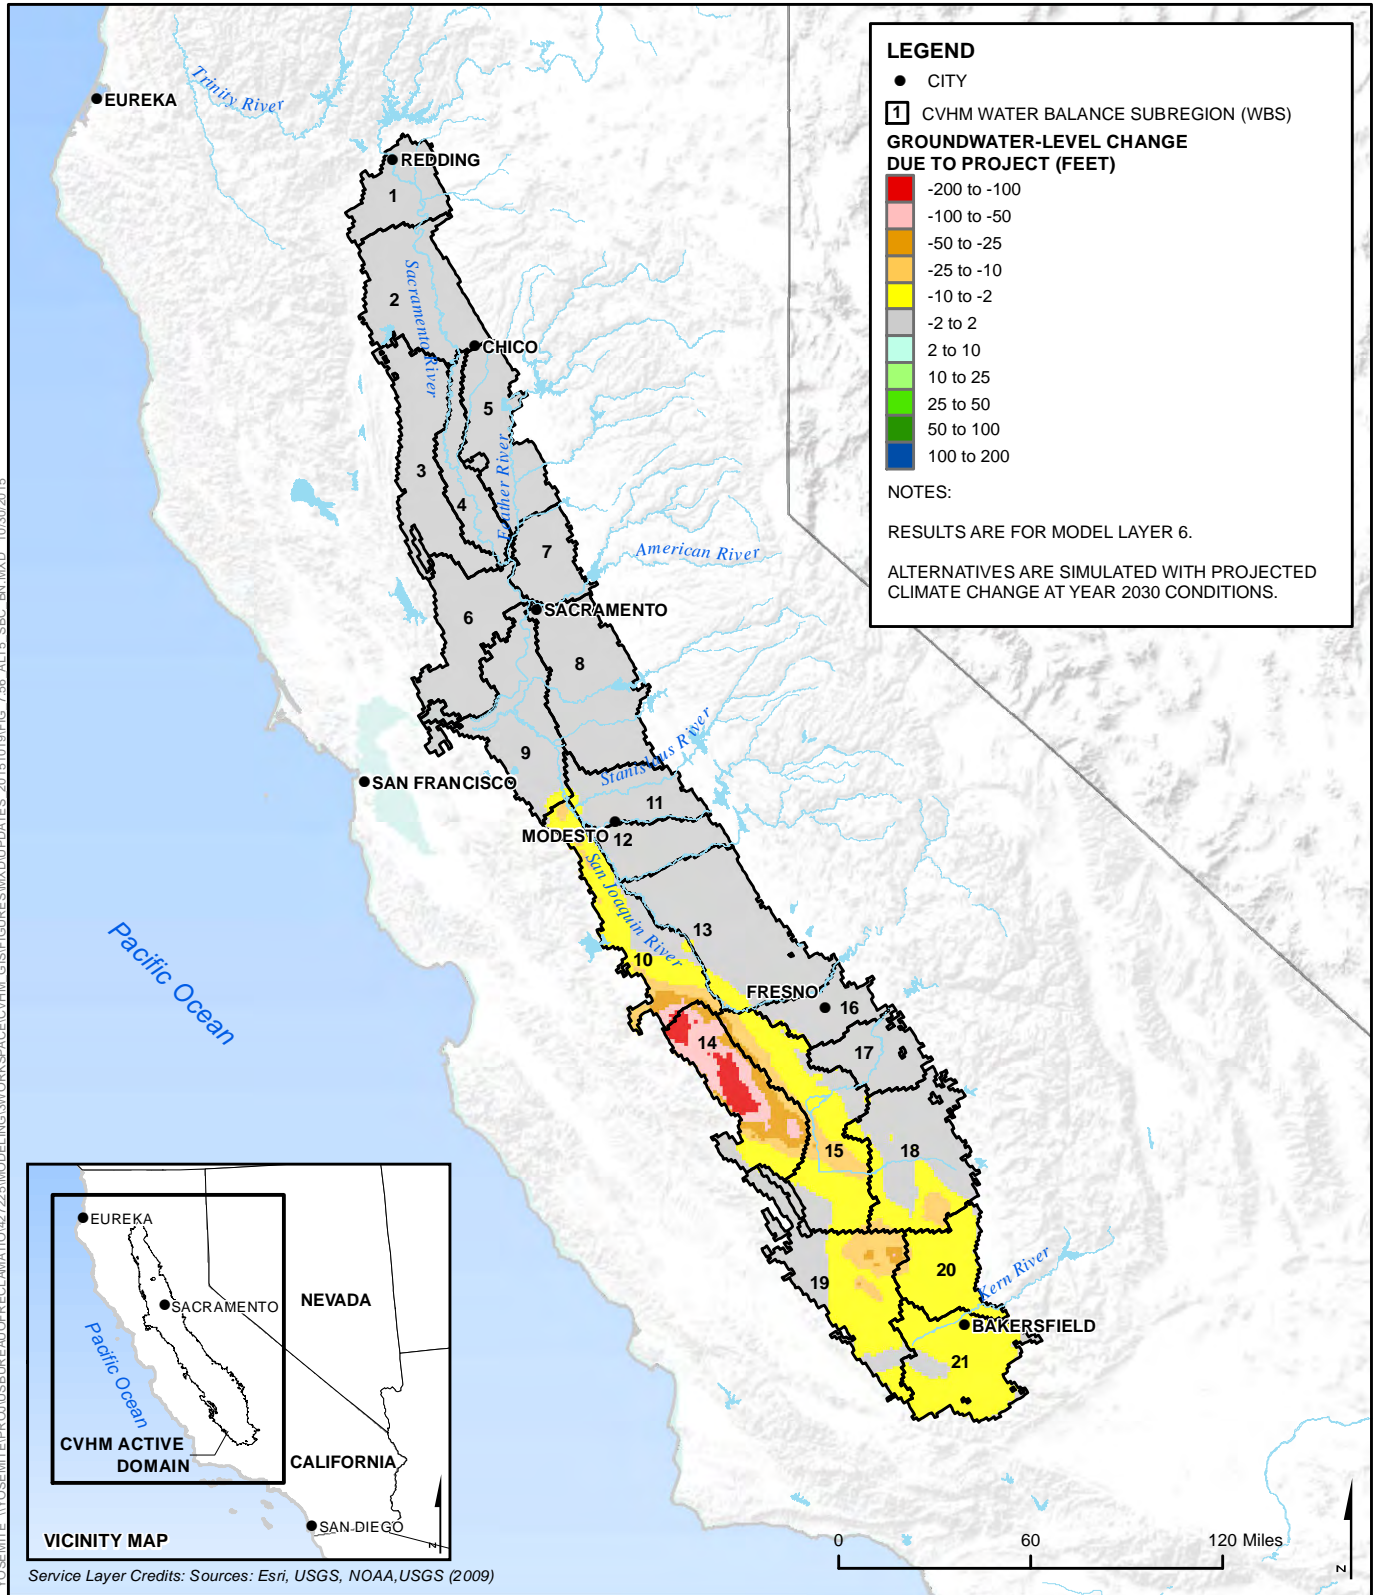 LEGEND
CITY
1 CVHM WATER BALANCE SUBREGION (WBS)
GROUNDWATER-LEVEL CHANGE
DUE TO PROJECT (FEET)
-200 to -100
-100 to -50
-50 to -25
-25 to -10
-10 to -2
-2 to 2
2 to 10
10 to 25
25 to 50
50 to 100
100 to 200
NOTES:
RESULTS ARE FOR MODEL LAYER 6.
ALTERNATIVES ARE SIMULATED WITH PROJECTED
CLIMATE CHANGE AT YEAR 2030 CONDITIONS.
EUREKA
Trinity River
REDDING
1
2
Sacramento River
CHICO
5
3
4
Feather River
7
American River
6
SACRAMENTO
8
9
Stanislaus River
SAN FRANCISCO
11
MODESTO
12
San Joaquin River
13
10
Pacific Ocean
FRESNO
16
14
17
15
18
19
20
Kern River
BAKERSFIELD
21
EUREKA
SACRAMENTO
NEVADA
Pacific Ocean
CVHM ACTIVE
DOMAIN
CALIFORNIA
SAN DIEGO
VICINITY MAP
N
0 60 120 Miles
N
Service Layer Credits: Sources: Esri, USGS, NOAA,USGS (2009)